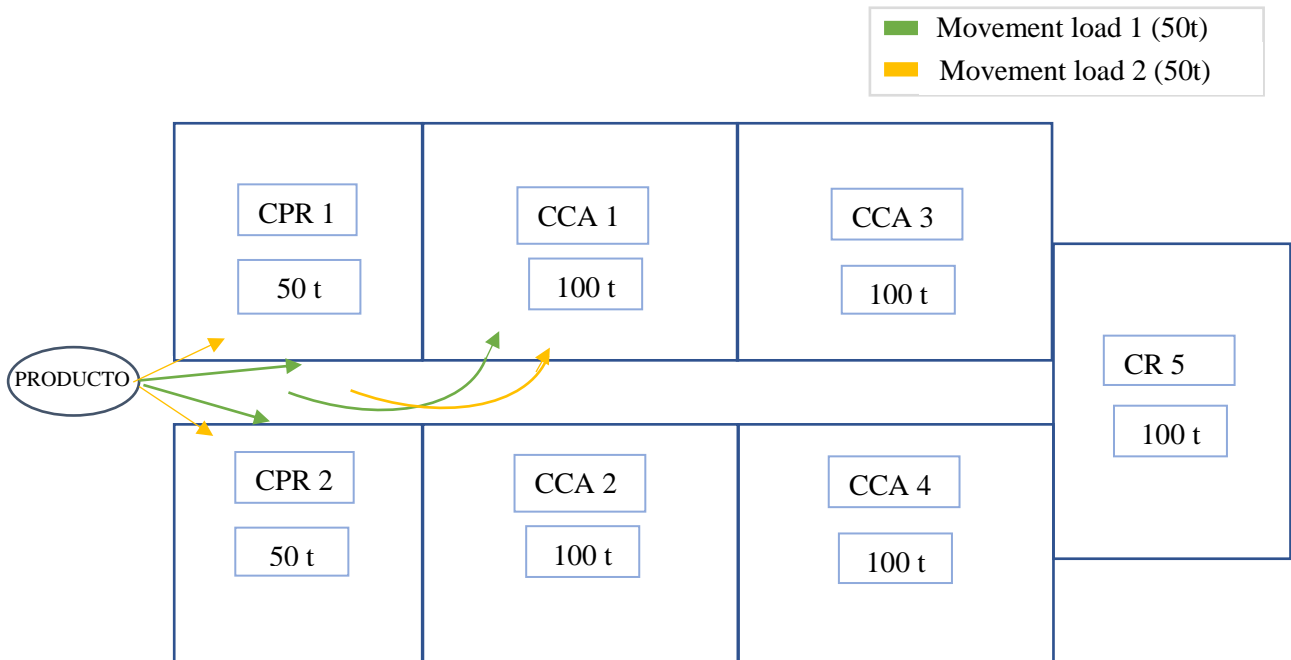 Movement load 1 (50t)
Movement load 2 (50t)
CPR 1
50 t
CCA 1
100 t
CCA 3
100 t
PRODUCTO
CR 5
100 t
CPR 2
50 t
CCA 2
100 t
CCA 4
100 t